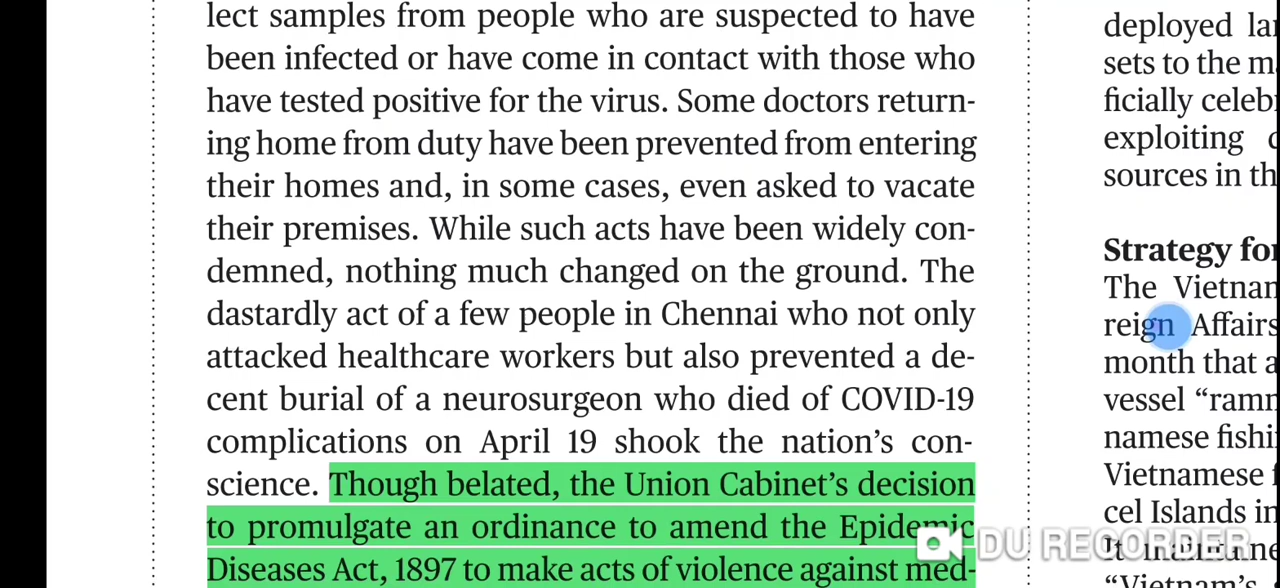 lect samples from people who are suspected to have
been infected or have come in contact with those who
have tested positive for the virus. Some doctors return-
ing home from duty have been prevented from entering
their homes and, in some cases, even asked to vacate
their premises. While such acts have been widely con-
demned, nothing much changed on the ground. The
dastardly act of a few people in Chennai who not only
attacked healthcare workers but also prevented a de-
cent burial of a neurosurgeon who died of COVID-19
complications on April 19 shook the nation’s con-
science. Though belated, the Union Cabinet’s decision
to promulgate an ordinance to amend the Epidemic
Diseases Act, 1897 to make acts of violence against med-
deployed
sets to the
exploiting
sources in
Strategy
The
reign Affairs
month that
vessel
namese
Vietnamese
cel Islands in
“Vietnam’s
DU RECORDER